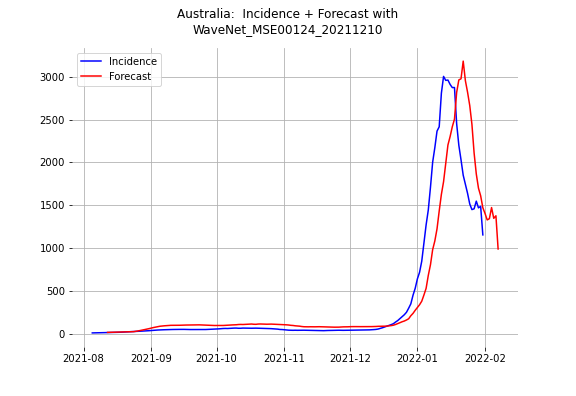 Australia:  Incidence + Forecast with
WaveNet_MSE00124_20211210
Incidence
Forecast
3000
2500
2000
1500
1000
500
0
2021-08 2021-09 2021-10 2021-11 2021-12 2022-01 2022-02